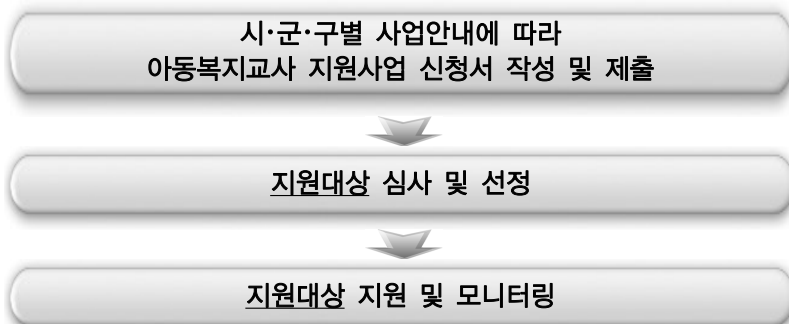 시·군·구별 사업안내에 따라
아동복지교사 지원사업 신청서 작성 및 제출
지원대상 심사 및 선정
지원대상 지원 및 모니터링